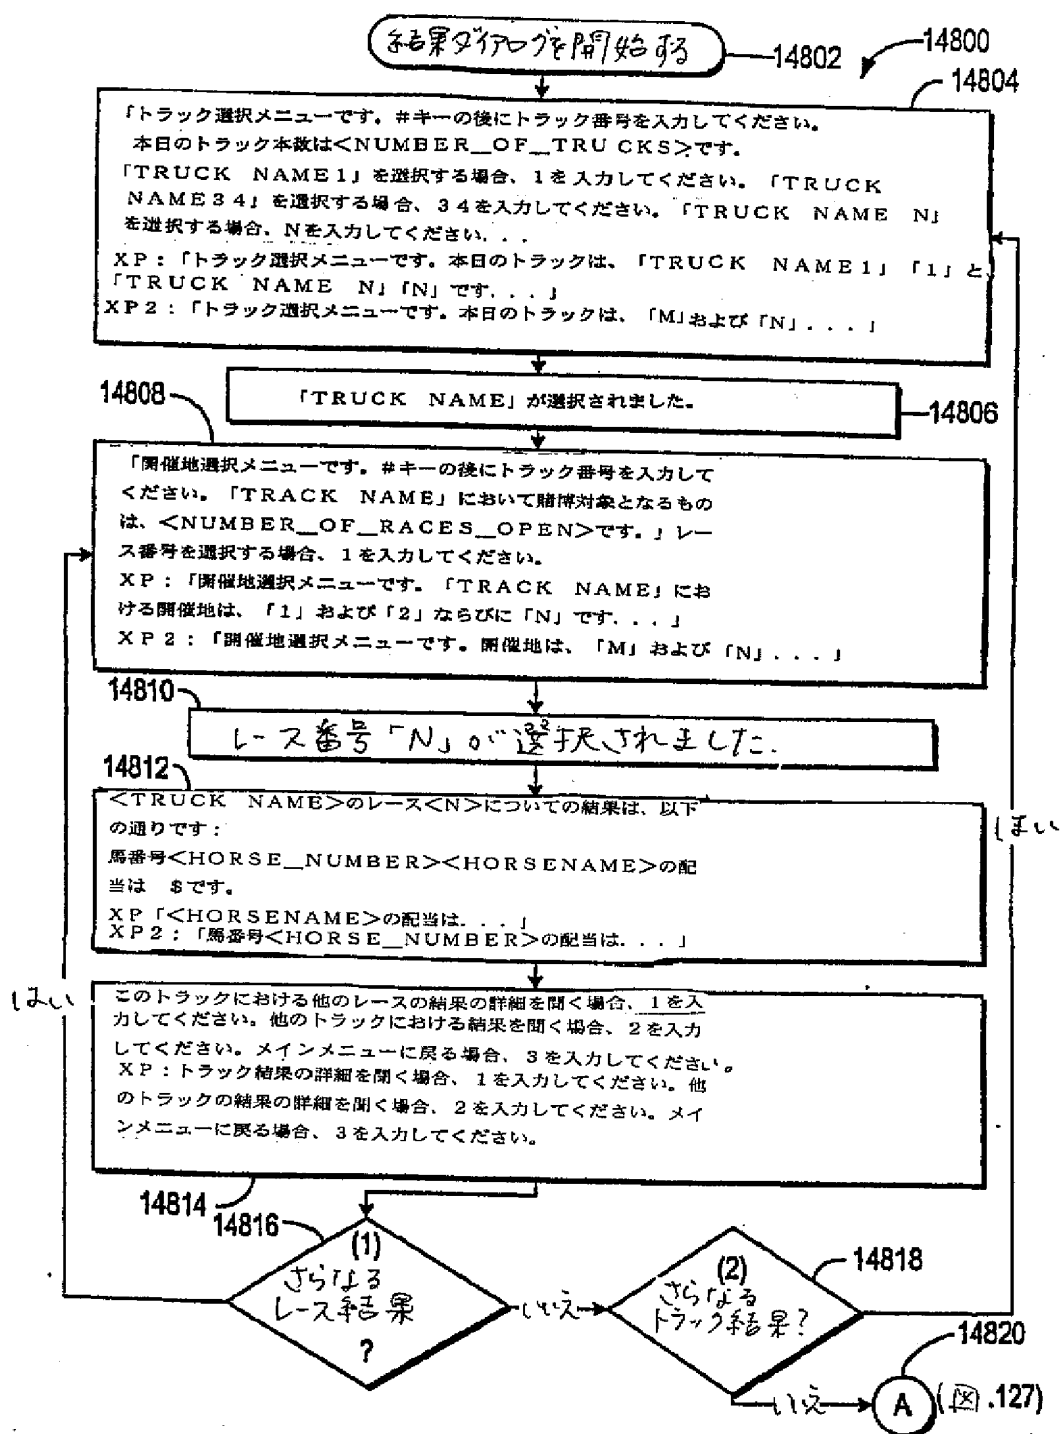 結果ダイアログを開始する
14802
14800
14804
「トラック選択メニューです。#キーの後にトラック番号を入力してください。
本日のトラック本数は<NUMBER__OF__TRUCKS>です。
「TRUCK NAME1」を選択する場合、1を入力してください。「TRUCK
NAME34」を選択する場合、34を入力してください。「TRUCK NAME N」
を選択する場合、Nを入力してください...
XP:「トラック選択メニューです。本日のトラックは、「TRUCK NAME1」「1」と、
「TRUCK NAME N」「N」です...」
XP2:「トラック選択メニューです。本日のトラックは、「M」および「N」...」
14808
「TRUCK NAME」が選択されました。
14806
「開催地選択メニューです。#キーの後にトラック番号を入力して
ください。「TRACK NAME」において賭博対象となるもの
は、<NUMBER__OF__RACES__OPEN>です。」レー
ス番号を選択する場合、1を入力してください。
XP:「開催地選択メニューです。「TRACK NAME」にお
ける開催地は、「1」および「2」ならびに「N」です...」
XP2:「開催地選択メニューです。開催地は、「M」および「N」...」
14810
レース番号「N」が選択されました.
14812
<TRUCK NAME>のレース<N>についての結果は、以下
の通りです:
馬番号<HORSE__NUMBER><HORSENAME>の配
当は $です。
XP「<HORSENAME>の配当は...」
XP2:「馬番号<HORSE__NUMBER>の配当は...」
はい
はい
このトラックにおける他のレースの結果の詳細を聞く場合、1を入
力してください。他のトラックにおける結果を聞く場合、2を入力
してください。メインメニューに戻る場合、3を入力してください。
XP:トラック結果の詳細を聞く場合、1を入力してください。他
のトラックの結果の詳細を聞く場合、2を入力してください。メイ
ンメニューに戻る場合、3を入力してください。
14814
14816
(1)
さらなる
レース結果
?
いいえ
(2)
さらなる
トラック結果?
14818
14820
いいえ
A
(図.127)